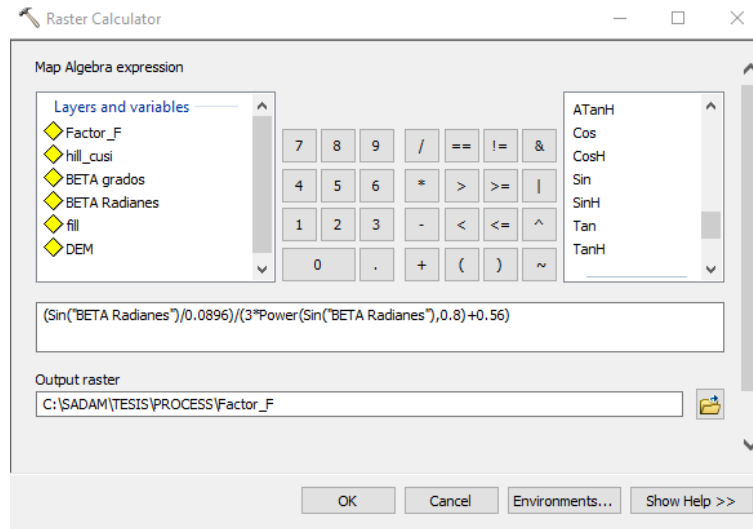 Raster Calculator
Map Algebra expression
Layers and variables
Factor_F
hill_cusi
BETA grados
BETA Radianes
fill
DEM
7 8 9 / == != &
4 5 6 * > >= |
1 2 3 - < <= ^
0 . + ( ) ~
ATanH
Cos
CosH
Sin
SinH
Tan
TanH
(Sin("BETA Radianes")/0.0896)/(3*Power(Sin("BETA Radianes"),0.8)+0.56)
Output raster
C:\SADAM\TESIS\PROCESS\Factor_F
OK Cancel Environments... Show Help >>